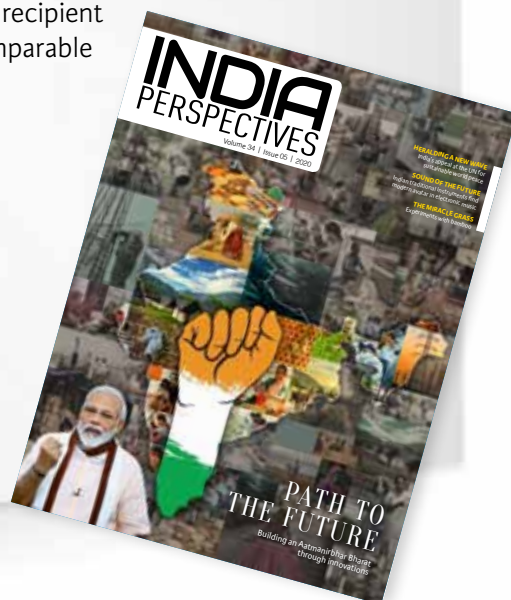 recipient
mparable
INDIA
PERSPECTIVES
Volume 34 | Issue 05 | 2020
HERALDING A NEW WAVE
India's appeal at the UN for
sustainable world peace
SOUND OF THE FUTURE
Indian traditional instruments find
modern avatar in electronic music
THE MIRACLE GRASS
Experiments with bamboo
PATH TO
THE FUTURE
Building an Aatmanirbhar Bharat
through innovations